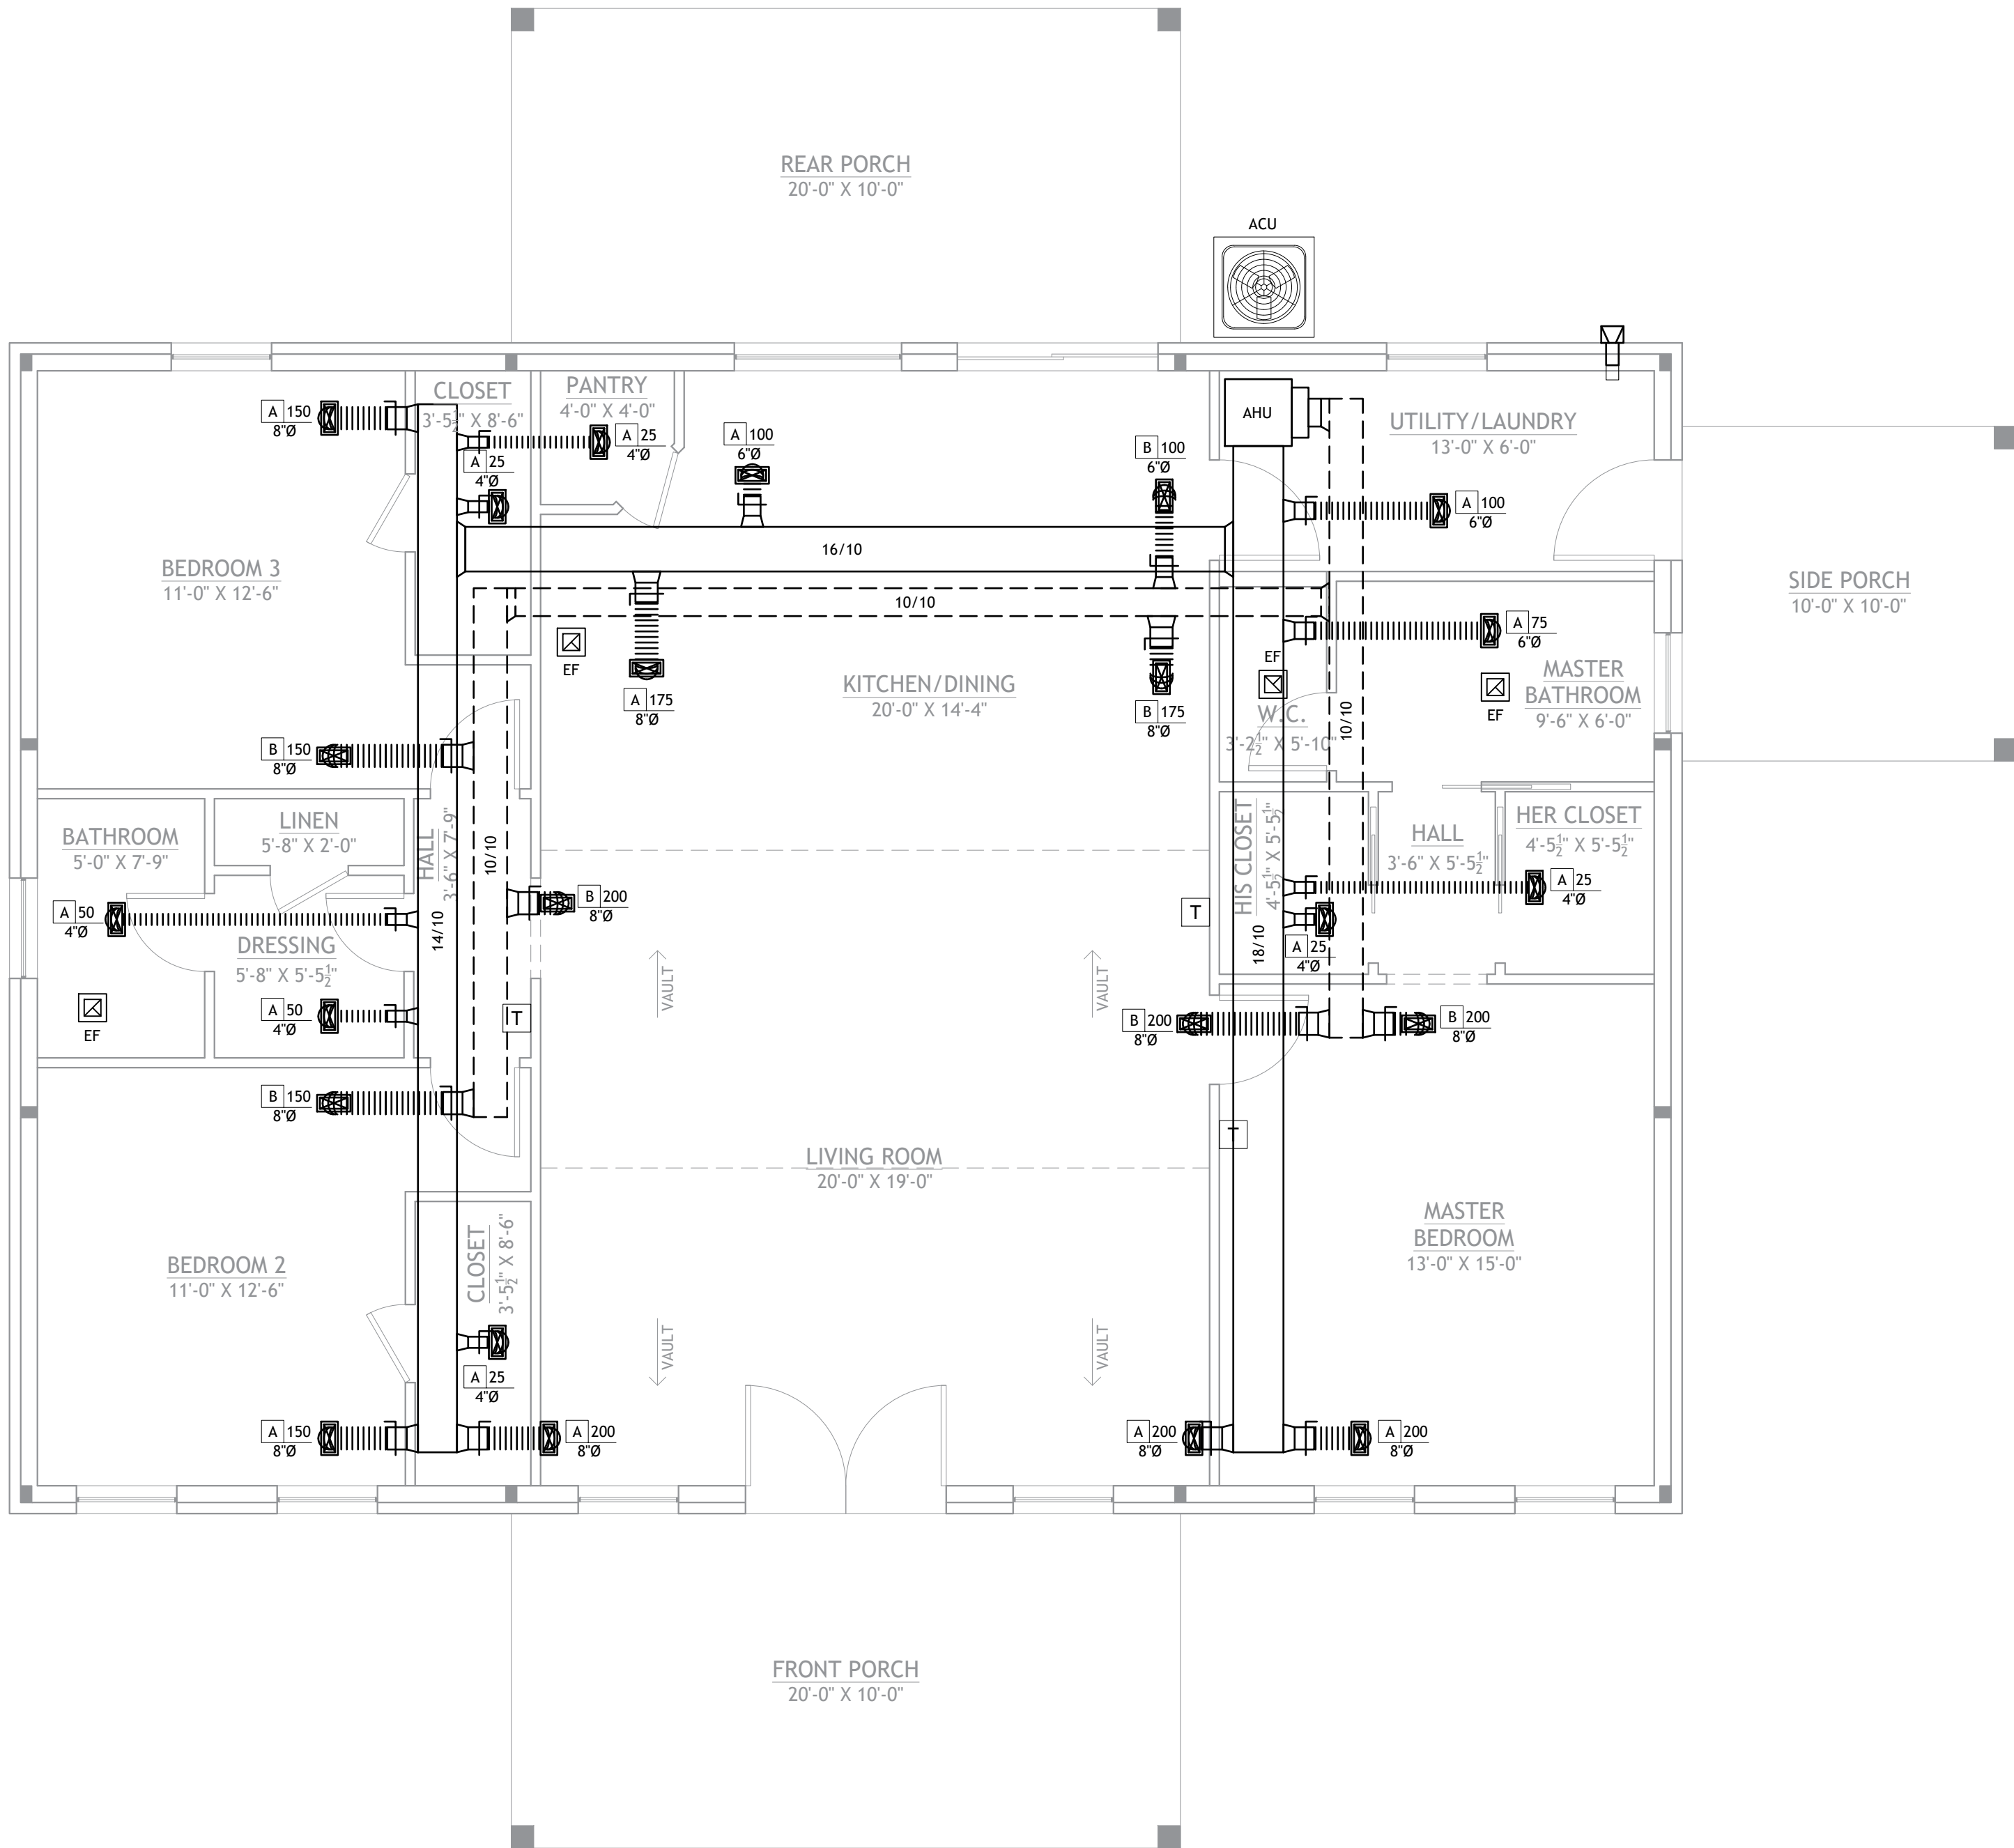 REAR PORCH
20'-0" X 10'-0"
ACU
CLOSET
3'-5½" X 8'-6"
PANTRY
4'-0" X 4'-0"
A 150
8"Ø
A 25
4"Ø
A 25
4"Ø
A 100
6"Ø
B 100
6"Ø
AHU
UTILITY/LAUNDRY
13'-0" X 6'-0"
A 100
6"Ø
16/10
BEDROOM 3
11'-0" X 12'-6"
10/10
SIDE PORCH
10'-0" X 10'-0"
A 75
6"Ø
EF
A 175
8"Ø
KITCHEN/DINING
20'-0" X 14'-4"
B 175
8"Ø
EF
W.C.
3'-2½" X 5'-10"
10/10
EF
MASTER
BATHROOM
9'-6" X 6'-0"
B 150
8"Ø
BATHROOM
5'-0" X 7'-9"
LINEN
5'-8" X 2'-0"
HALL
3'-6" X 7'-9"
10/10
HIS CLOSET
4'-5½" X 5'-5½"
HALL
3'-6" X 5'-5½"
HER CLOSET
4'-5½" X 5'-5½"
A 25
4"Ø
A 50
4"Ø
B 200
8"Ø
T
14/10
18/10
A 25
4"Ø
DRESSING
5'-8" X 5'-5½"
VAULT
VAULT
EF
A 50
4"Ø
T
B 200
8"Ø
B 200
8"Ø
B 150
8"Ø
T
LIVING ROOM
20'-0" X 19'-0"
MASTER
BEDROOM
13'-0" X 15'-0"
BEDROOM 2
11'-0" X 12'-6"
CLOSET
3'-5½" X 8'-6"
VAULT
VAULT
A 25
4"Ø
A 150
8"Ø
A 200
8"Ø
A 200
8"Ø
A 200
8"Ø
FRONT PORCH
20'-0" X 10'-0"